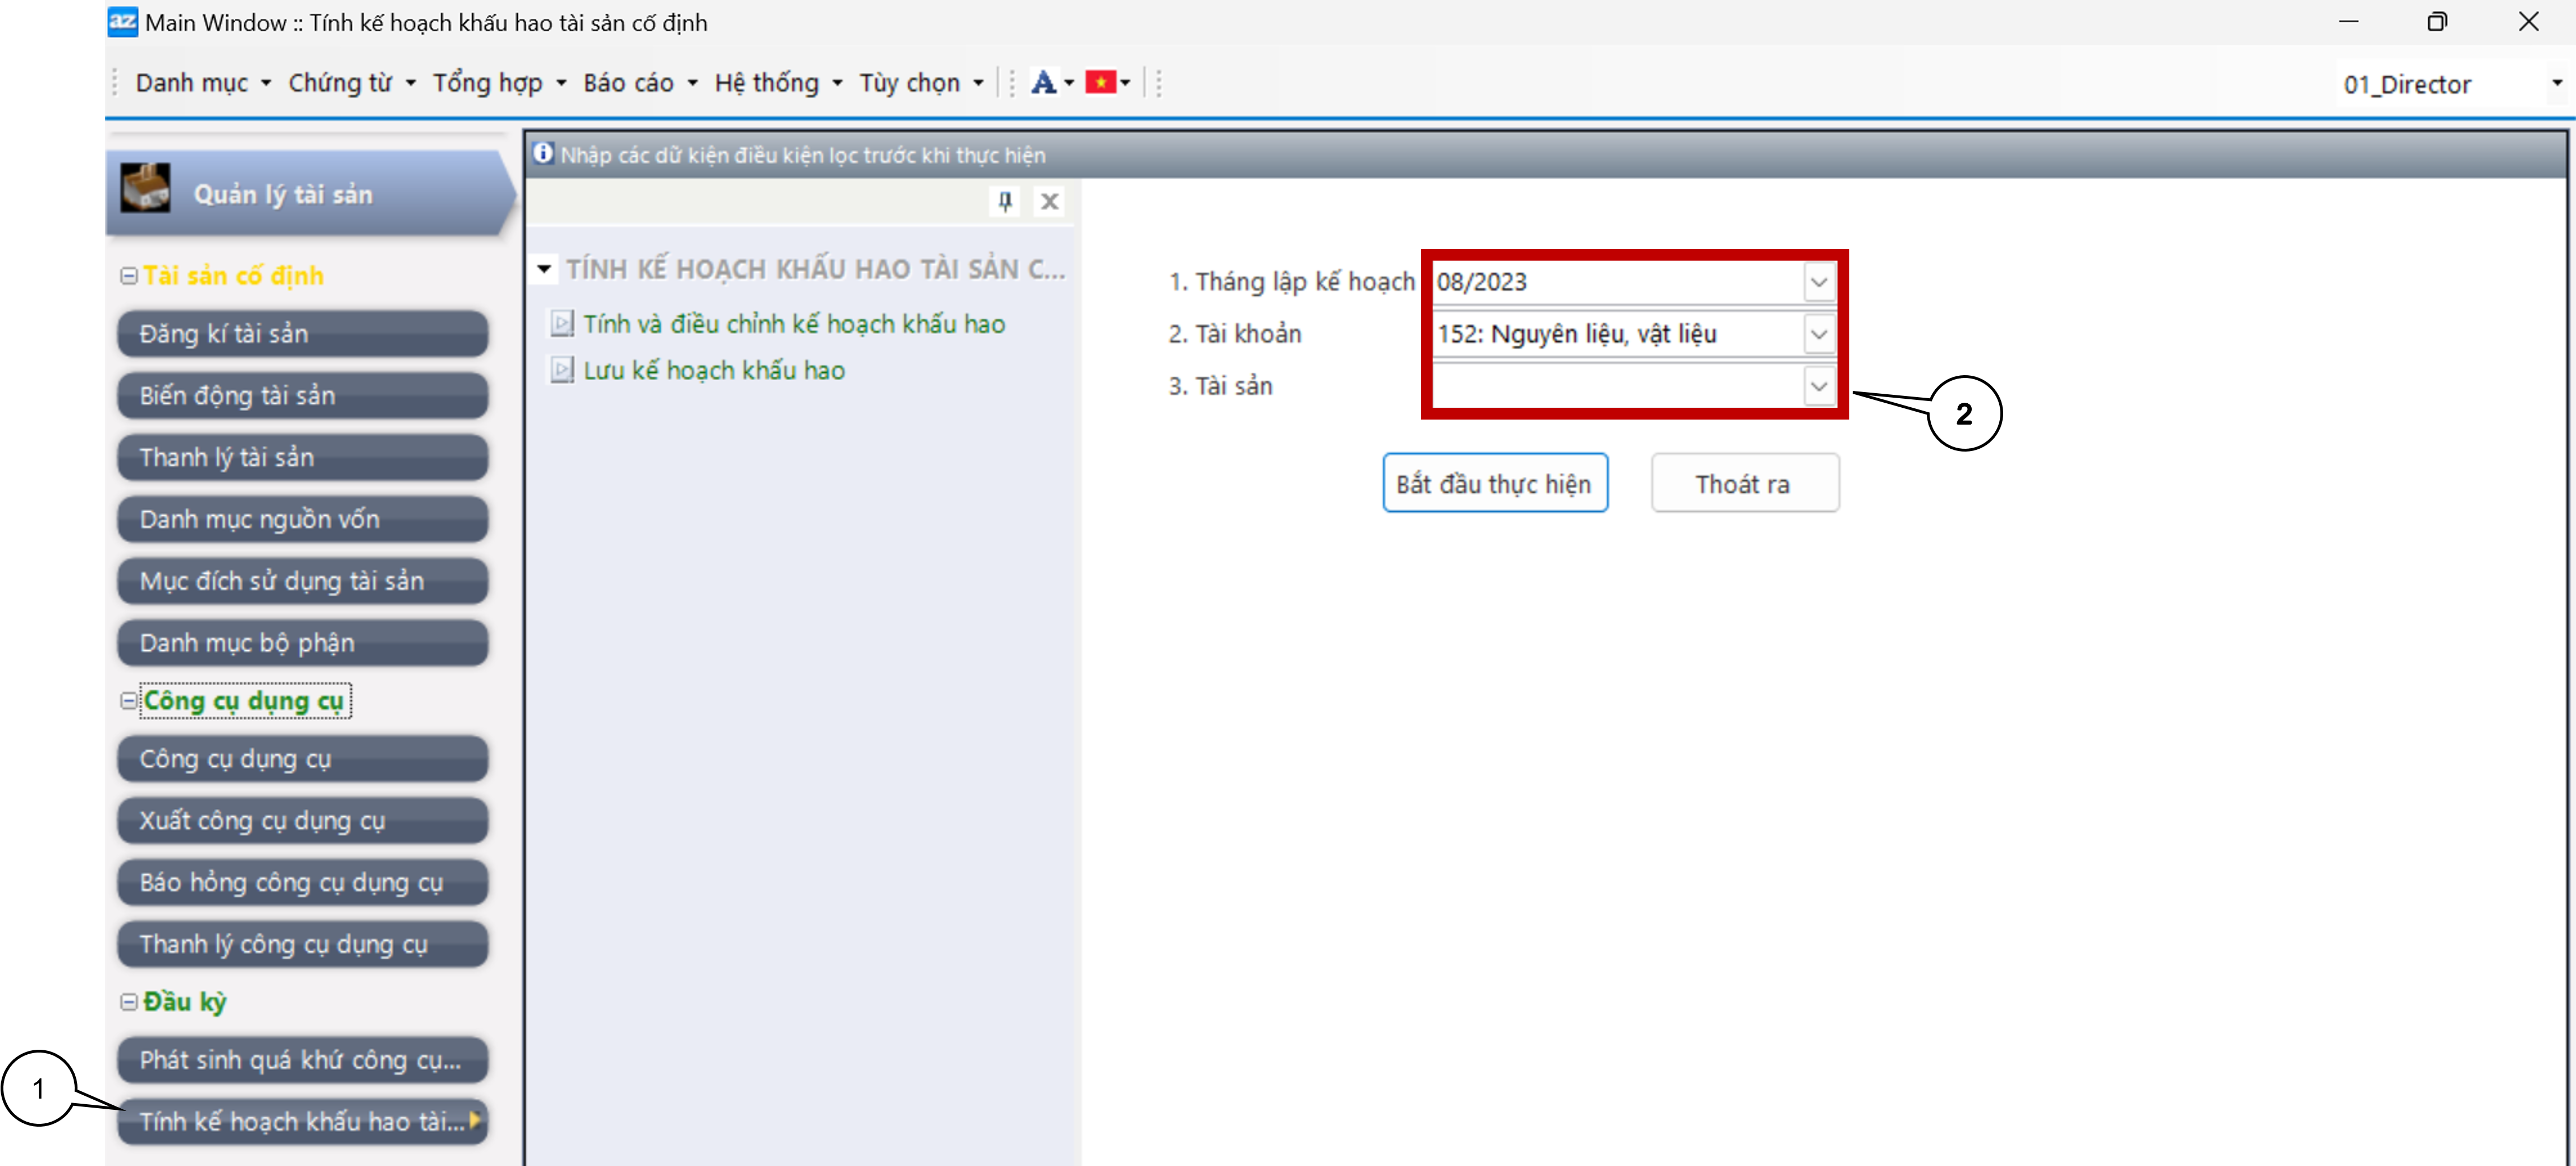 az Main Window :: Tính kế hoạch khấu hao tài sản cố định
Danh mục Chứng từ Tổng hợp Báo cáo Hệ thống Tùy chọn A 01_Director
Quản lý tài sản
Tài sản cố định
Đăng kí tài sản
Biến động tài sản
Thanh lý tài sản
Danh mục nguồn vốn
Mục đích sử dụng tài sản
Danh mục bộ phận
Công cụ dụng cụ
Công cụ dụng cụ
Xuất công cụ dụng cụ
Báo hỏng công cụ dụng cụ
Thanh lý công cụ dụng cụ
Đầu kỳ
Phát sinh quá khứ công cụ...
1
Tính kế hoạch khấu hao tài...
Nhập các dữ kiện điều kiện lọc trước khi thực hiện
TÍNH KẾ HOẠCH KHẤU HAO TÀI SẢN C...
Tính và điều chỉnh kế hoạch khấu hao
Lưu kế hoạch khấu hao
1. Tháng lập kế hoạch 08/2023
2. Tài khoản 152: Nguyên liệu, vật liệu
3. Tài sản
2
Bắt đầu thực hiện Thoát ra